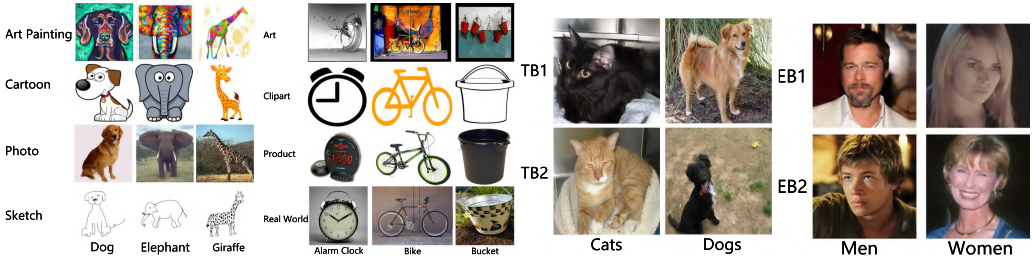 Art Painting
Cartoon
Photo
Sketch
Dog Elephant Giraffe
Art
Clipart
Product
Real World
Alarm Clock Bike Bucket
TB1
TB2
Cats Dogs
EB1
EB2
Men Women